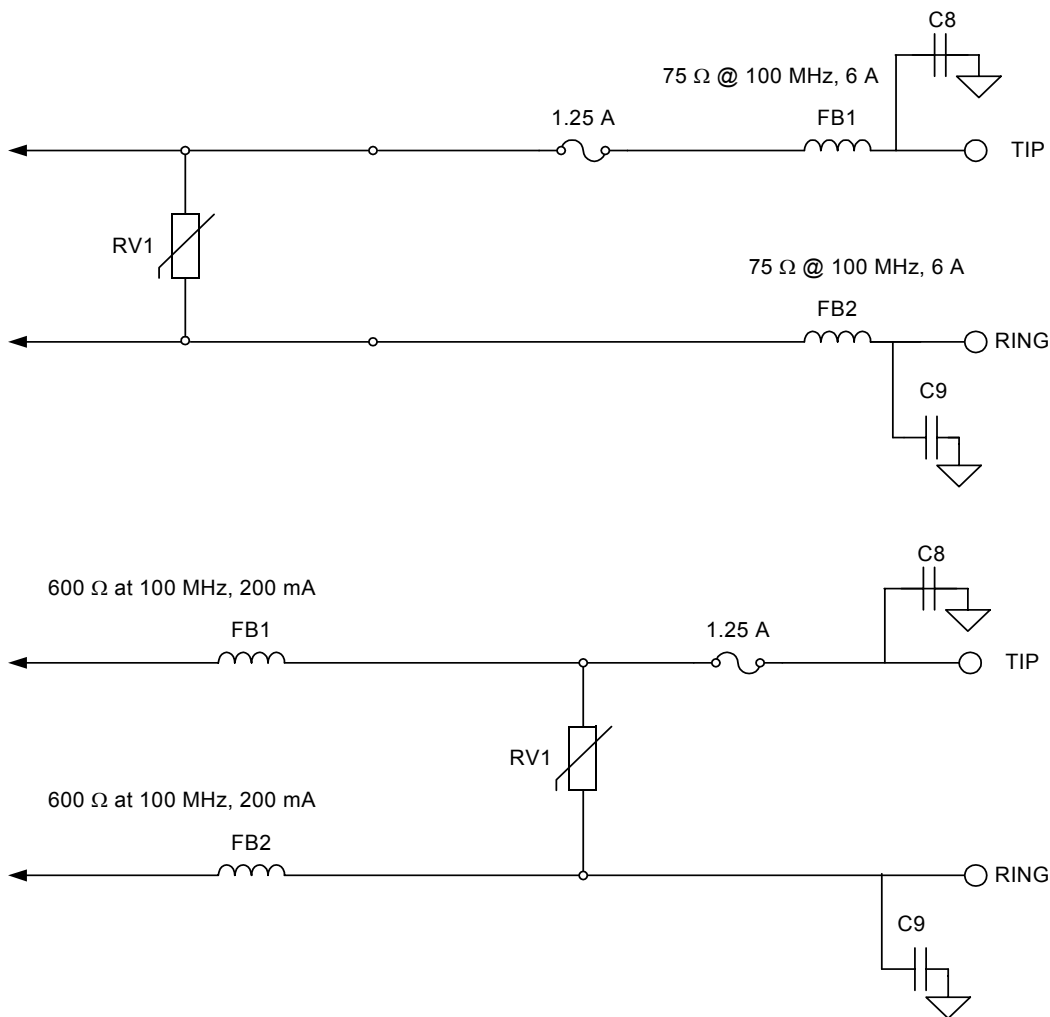 C8
75 Ω @ 100 MHz, 6 A
1.25 A
FB1
TIP
RV1
75 Ω @ 100 MHz, 6 A
FB2
RING
C9
C8
600 Ω at 100 MHz, 200 mA
FB1
1.25 A
TIP
RV1
600 Ω at 100 MHz, 200 mA
FB2
RING
C9